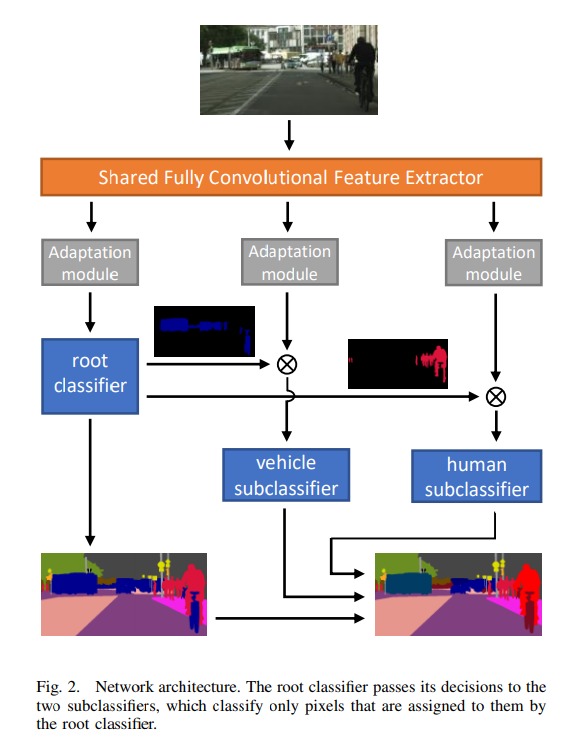 Shared Fully Convolutional Feature Extractor
Adaptation
module
Adaptation
module
Adaptation
module
root
classifier
vehicle
subclassifier
human
subclassifier
Fig. 2. Network architecture. The root classifier passes its decisions to the
two subclassifiers, which classify only pixels that are assigned to them by
the root classifier.